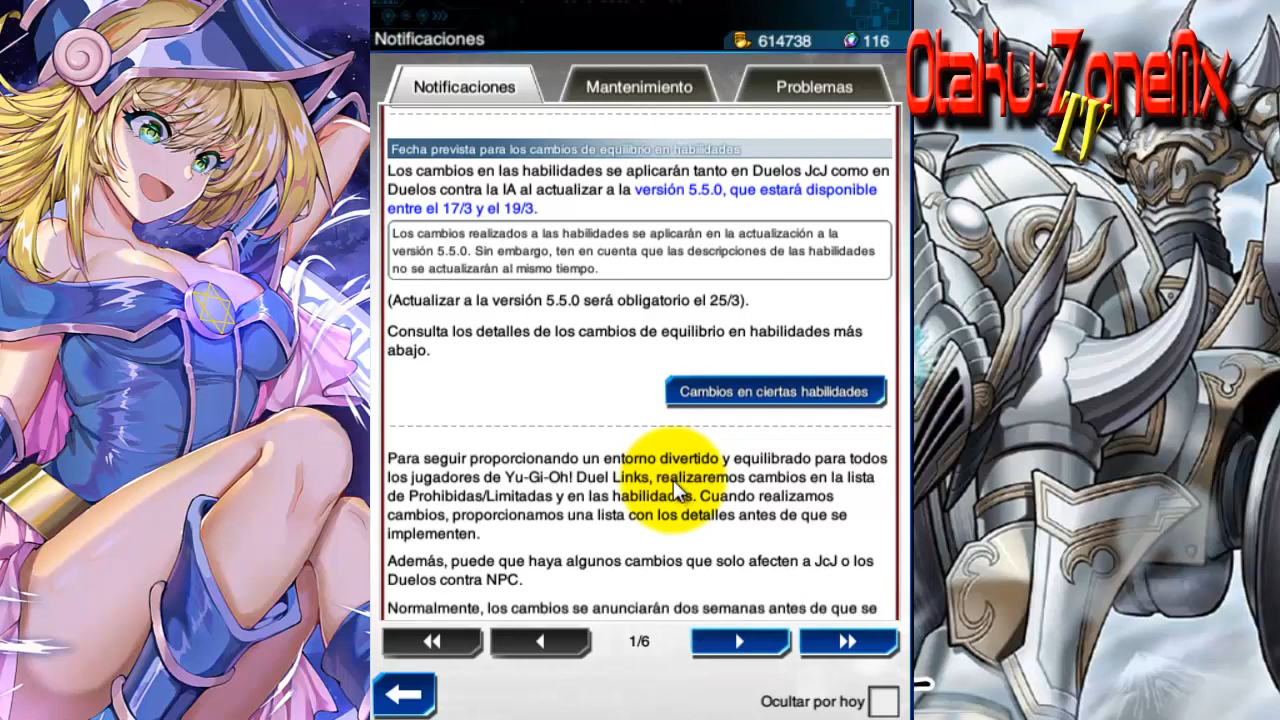 Notificaciones
614738
116
Otaku-ZoneMx
TV
Notificaciones
Mantenimiento
Problemas
Fecha prevista para los cambios de equilibrio en habilidades
Los cambios en las habilidades se aplicarán tanto en Duelos JcJ como en
Duelos contra la IA al actualizar a la versión 5.5.0, que estará disponible
entre el 17/3 y el 19/3.
Los cambios realizados a las habilidades se aplicarán en la actualización a la
versión 5.5.0. Sin embargo, ten en cuenta que las descripciones de las habilidades
no se actualizarán al mismo tiempo.
(Actualizar a la versión 5.5.0 será obligatorio el 25/3).
Consulta los detalles de los cambios de equilibrio en habilidades más
abajo.
Cambios en ciertas habilidades
Para seguir proporcionando un entorno divertido y equilibrado para todos
los jugadores de Yu-Gi-Oh! Duel Links, realizaremos cambios en la lista
de Prohibidas/Limitadas y en las habilidades. Cuando realizamos
cambios, proporcionamos una lista con los detalles antes de que se
implementen.
Además, puede que haya algunos cambios que solo afecten a JcJ o los
Duelos contra NPC.
Normalmente, los cambios se anunciarán dos semanas antes de que se
1/6
Ocultar por hoy